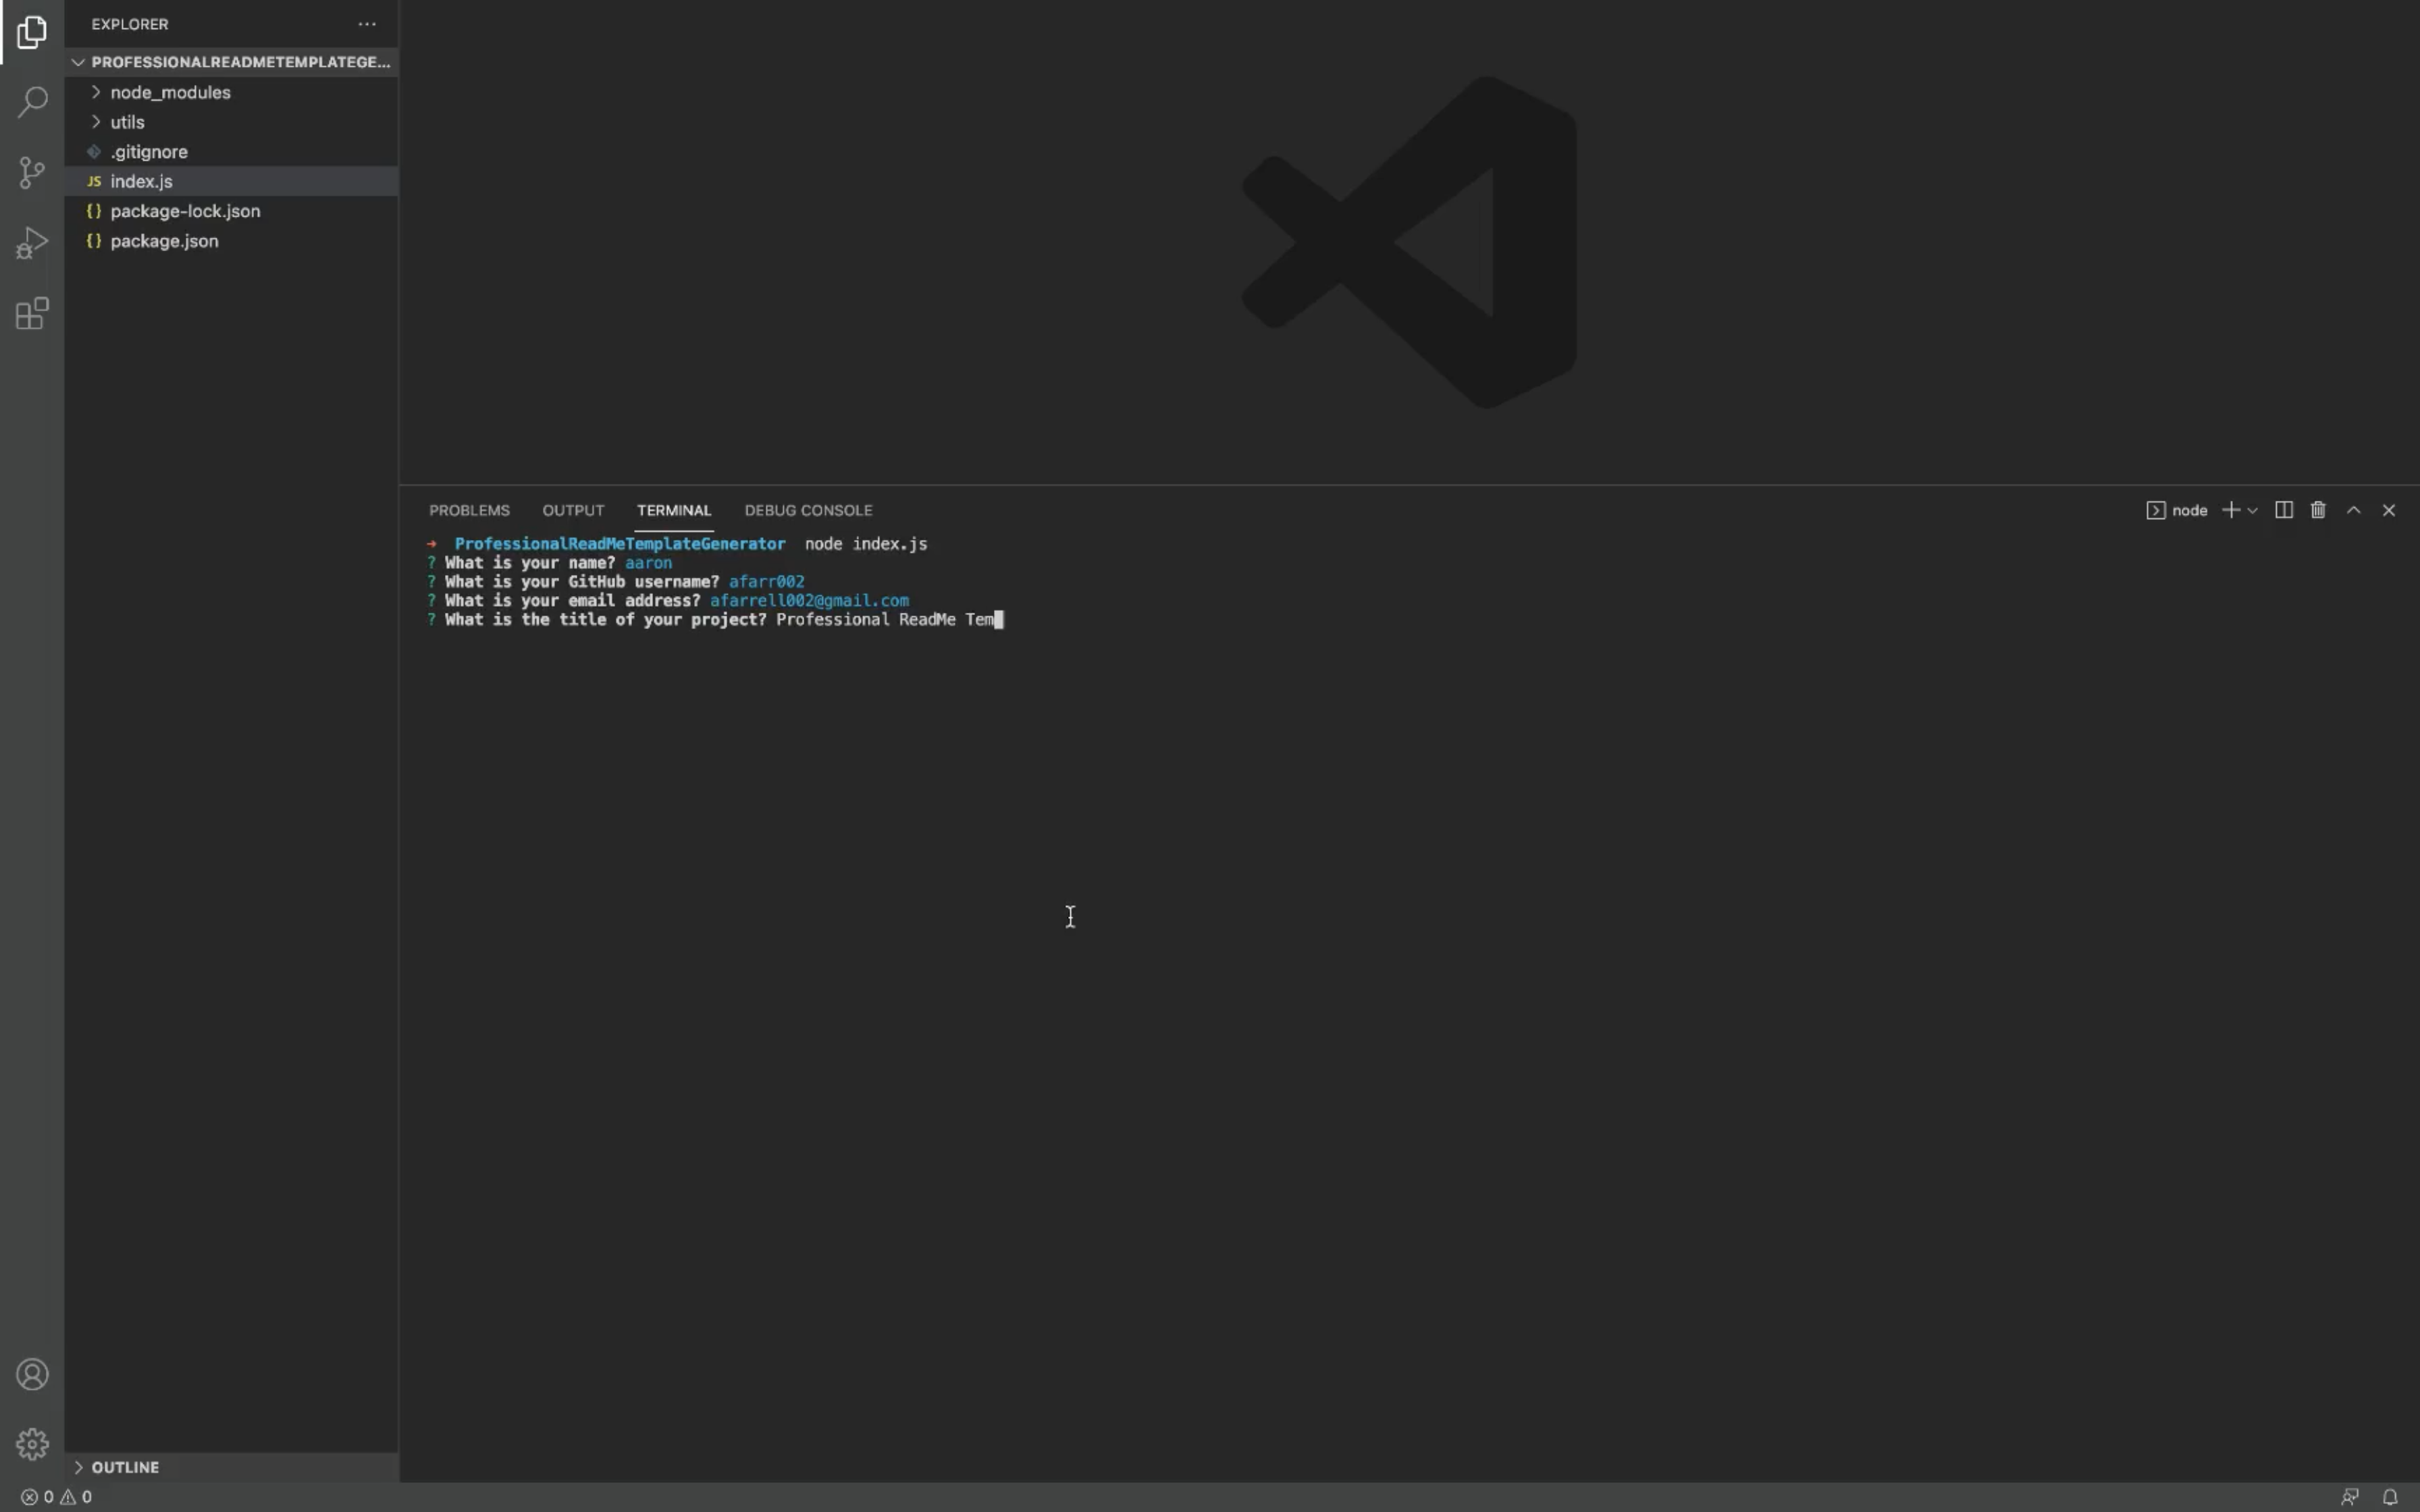 EXPLORER
PROFESSIONALREADMETEMPLATEGE...
node_modules
utils
.gitignore
JS index.js
{} package-lock.json
{} package.json
OUTLINE
PROBLEMS OUTPUT TERMINAL DEBUG CONSOLE
node
→ ProfessionalReadMeTemplateGenerator node index.js
? What is your name? aaron
? What is your GitHub username? afarr002
? What is your email address? afarrell002@gmail.com
? What is the title of your project? Professional ReadMe Tem
0 0